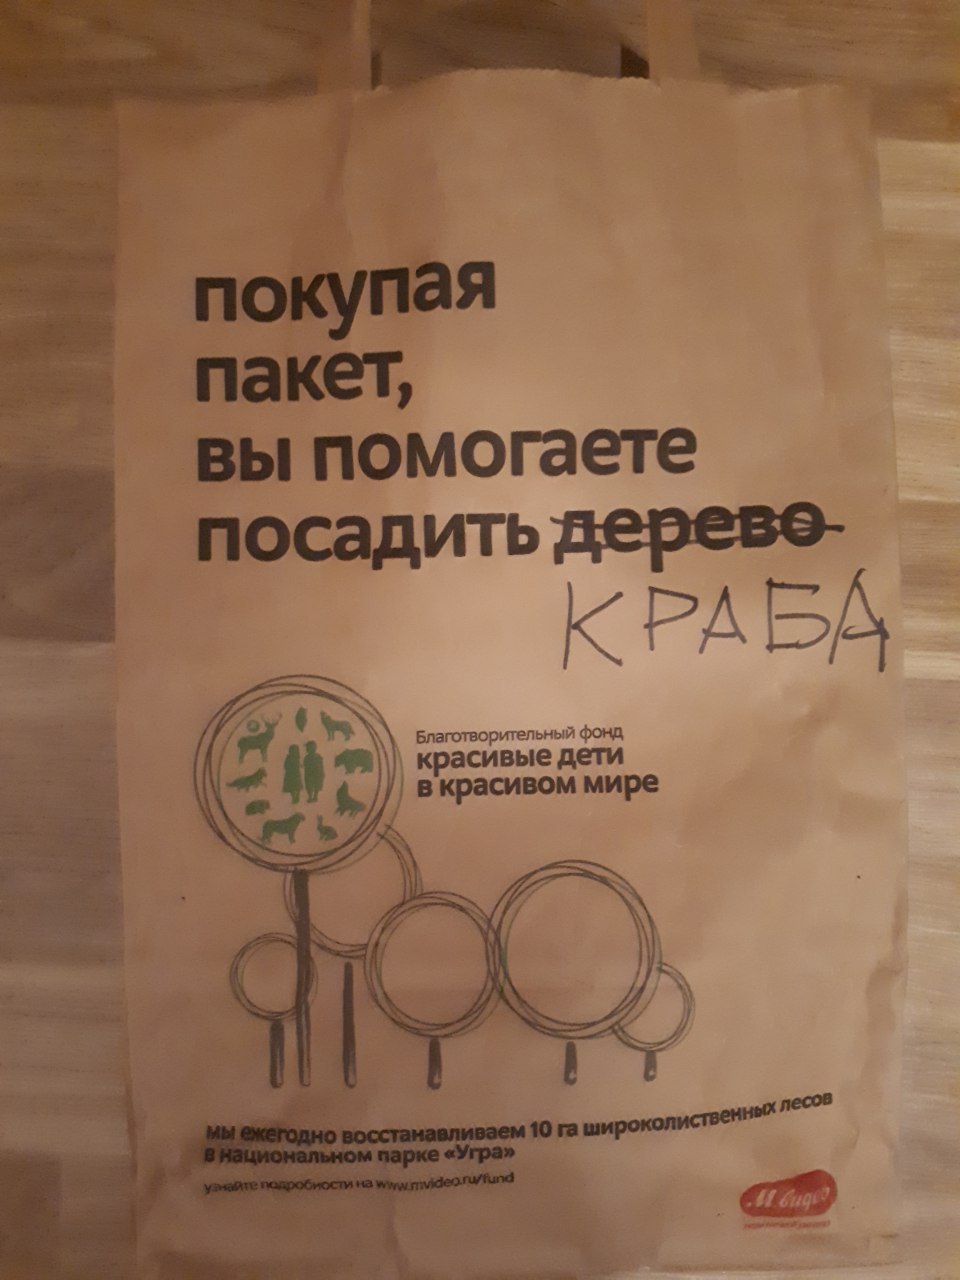 покупая
пакет,
вы помогаете
посадить дерево
КРАБА
Благотворительный фонд
красивые дети
в красивом мире
мы ежегодно восстанавливаем 10 га широколиственных лесов
в национальном парке «Угра»
узнайте подробности на www.mvideo.ru/fund
М.видео